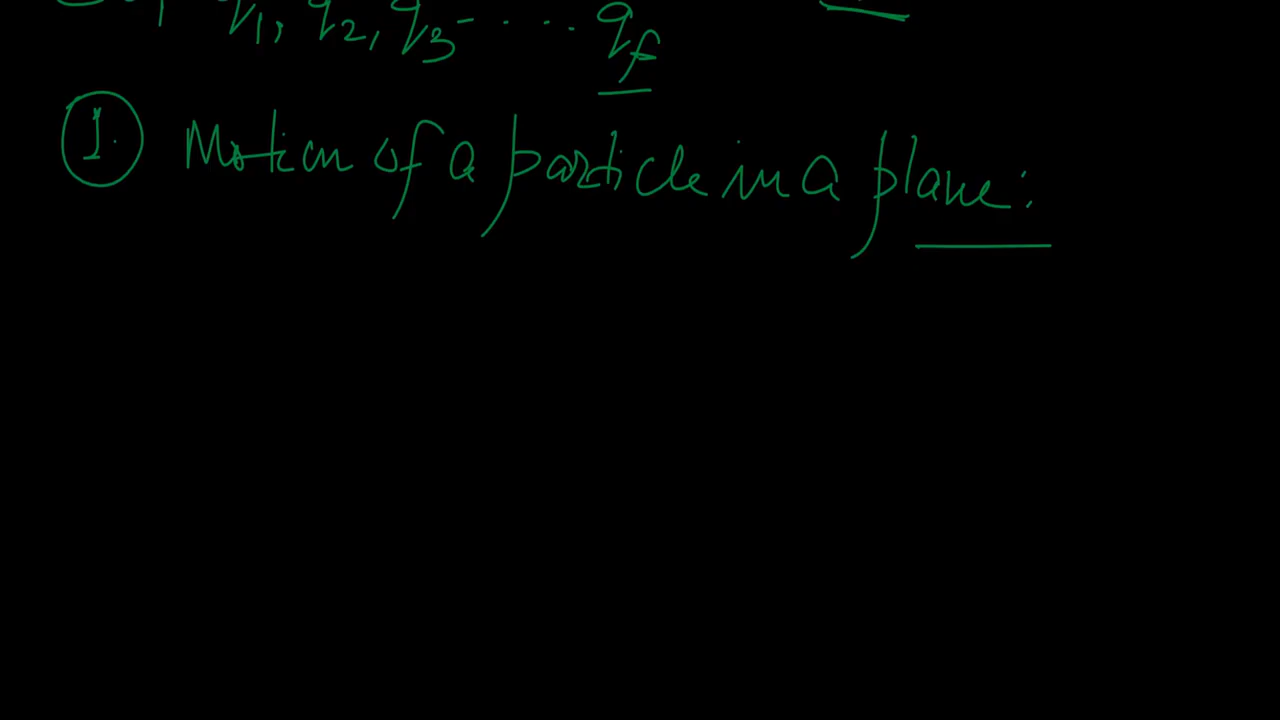 q1, q2, q3 - . . . . qf
1. Motion of a particle in a plane: